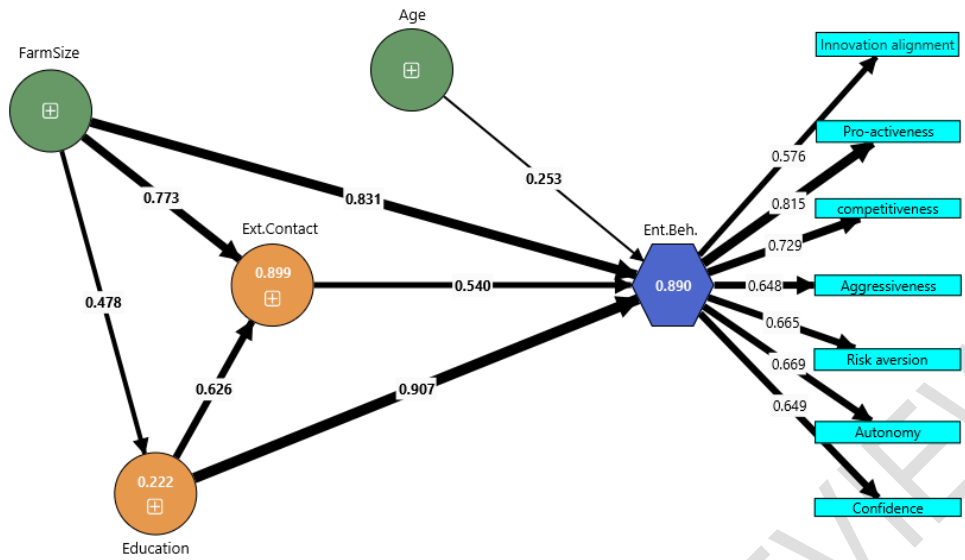 Age
FarmSize
Innovation alignment
Pro-activeness
0.576
0.773
0.831
0.253
0.815
competitiveness
Ext.Contact
Ent.Beh.
0.729
0.899
0.540
0.890
0.648
Aggressiveness
0.478
0.665
Risk aversion
0.626
0.907
0.669
0.649
Autonomy
0.222
Confidence
Education